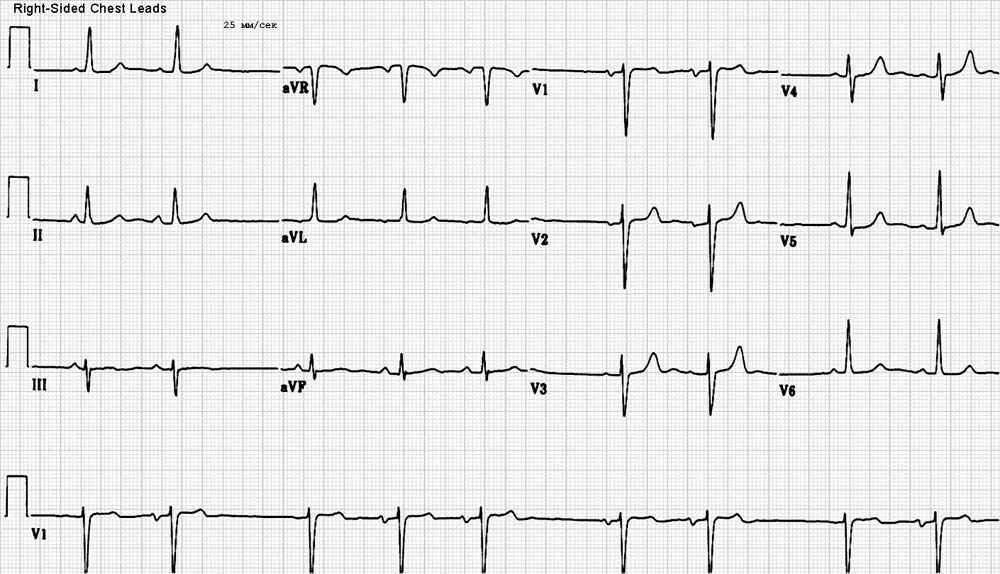 Right-Sided Chest Leads
25 мм/сек
I
aVR
V1
V4
II
aVL
V2
V5
III
aVF
V3
V6
V1